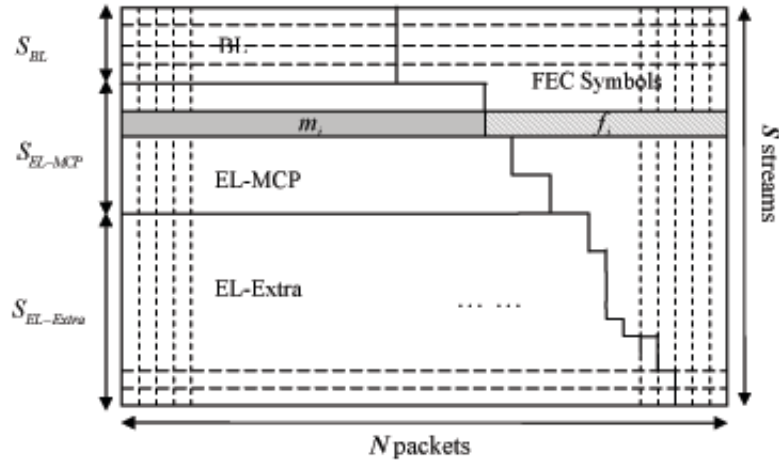 S_BL
BL
FEC Symbols
m_i
f_i
S_EL-MCP
EL-MCP
S streams
EL-Extra
S_EL-Extra
... ...
N packets